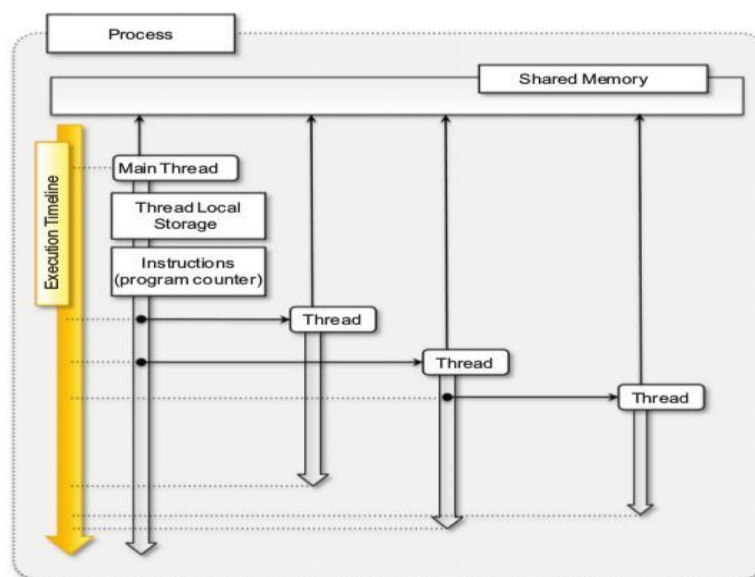 Process
Shared Memory
Execution Timeline
Main Thread
Thread Local
Storage
Instructions
(program counter)
Thread
Thread
Thread